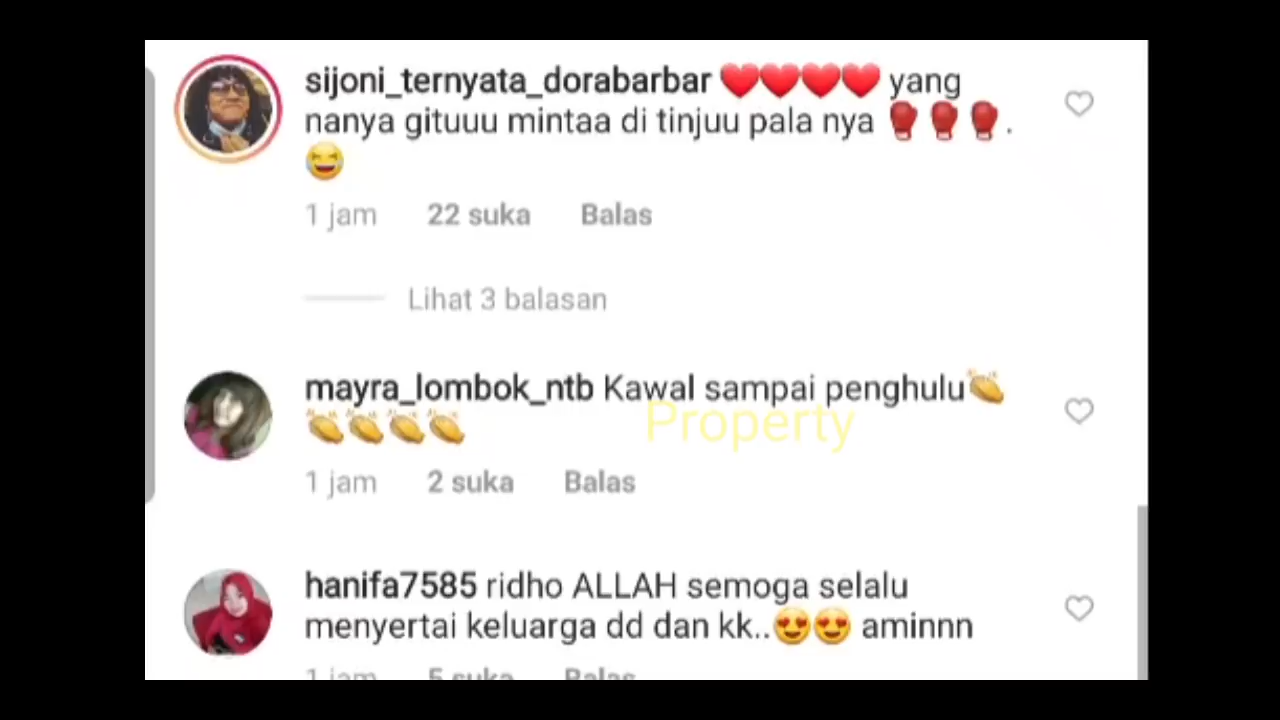 sijoni_ternyata_dorabarbar ❤❤❤❤ yang
nanya gituuu mintaa di tinjuu pala nya 🥊🥊🥊.
😆
1 jam 22 suka Balas
Lihat 3 balasan
mayra_lombok_ntb Kawal sampai penghulu👏
👏👏👏👏
Property
1 jam 2 suka Balas
hanifa7585 ridho ALLAH semoga selalu
menyertai keluarga dd dan kk..😍😍 aminnn
1 jam 5 suka Balas